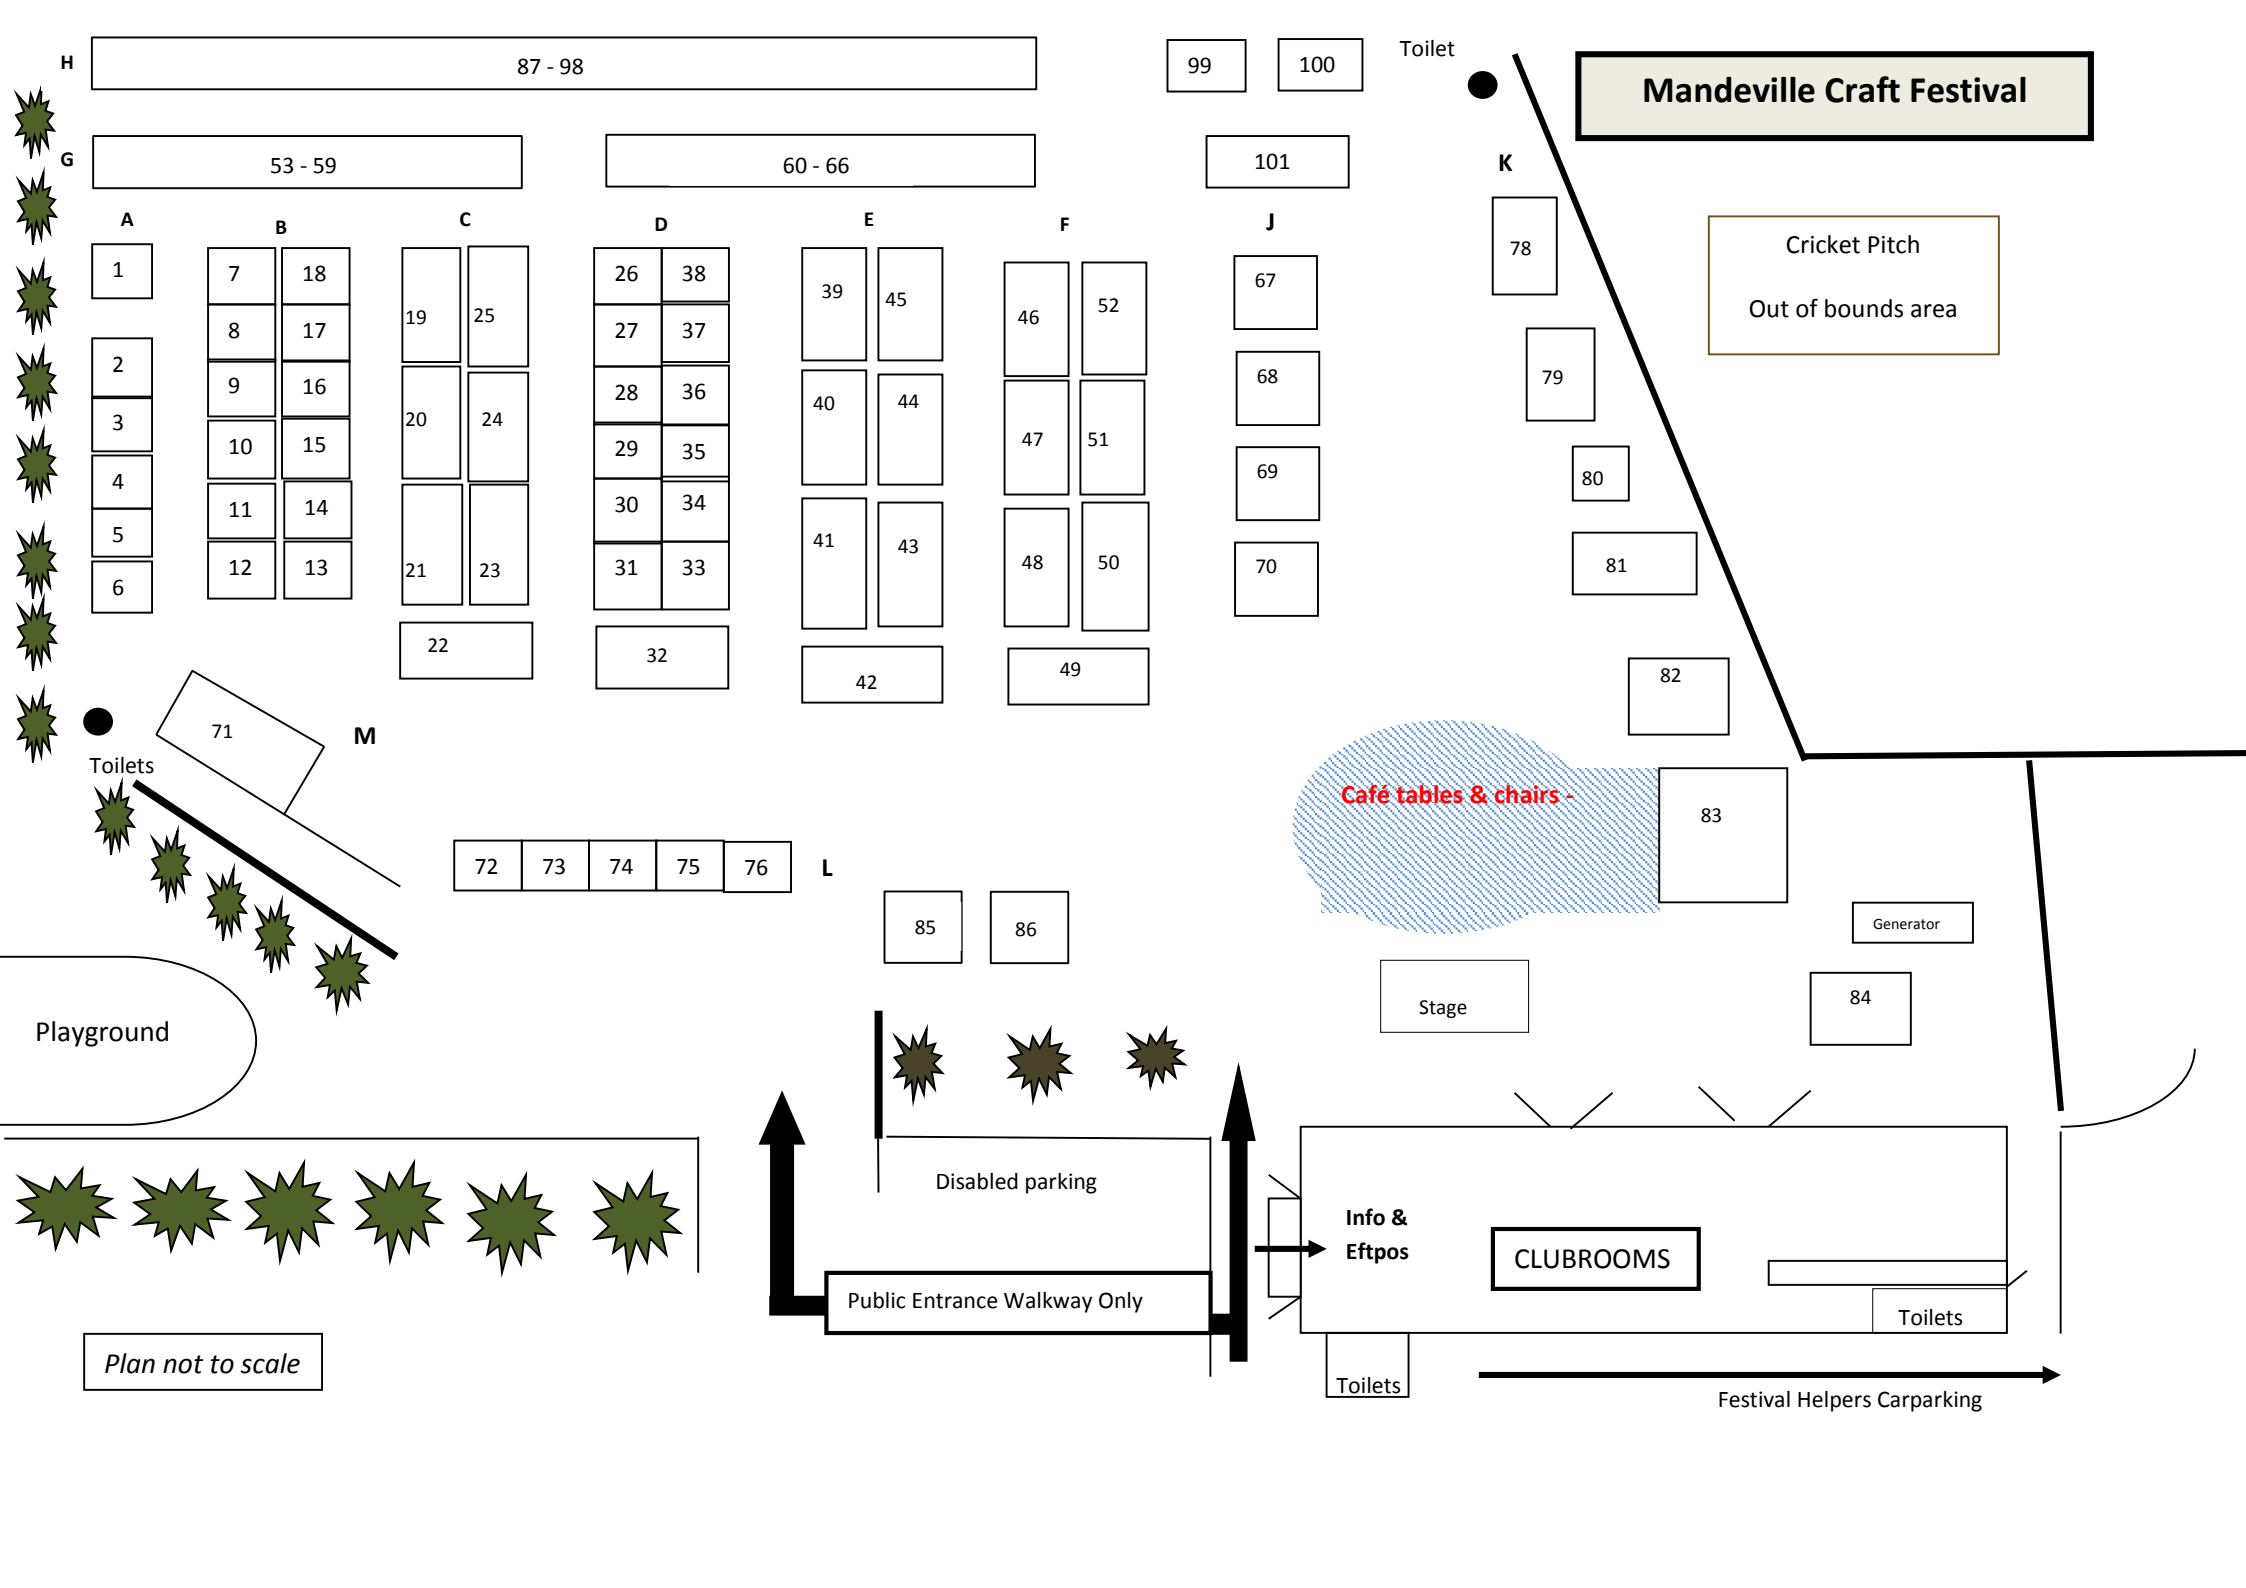 H
87 - 98
99
100
Toilet
Mandeville Craft Festival
G
53 - 59
60 - 66
101
K
A
B
C
D
E
F
J
78
Cricket Pitch
Out of bounds area
1
7
18
19
25
26
38
39
45
46
52
67
2
8
17
27
37
68
79
3
9
16
20
24
28
36
40
44
47
51
4
10
15
29
35
69
80
5
11
14
30
34
41
43
48
50
70
81
6
12
13
21
23
31
33
22
32
42
49
82
71
M
Toilets
Café tables & chairs -
83
72
73
74
75
76
L
85
86
Generator
Stage
84
Playground
Disabled parking
Info &
Eftpos
CLUBROOMS
Public Entrance Walkway Only
Toilets
Plan not to scale
Toilets
Festival Helpers Carparking